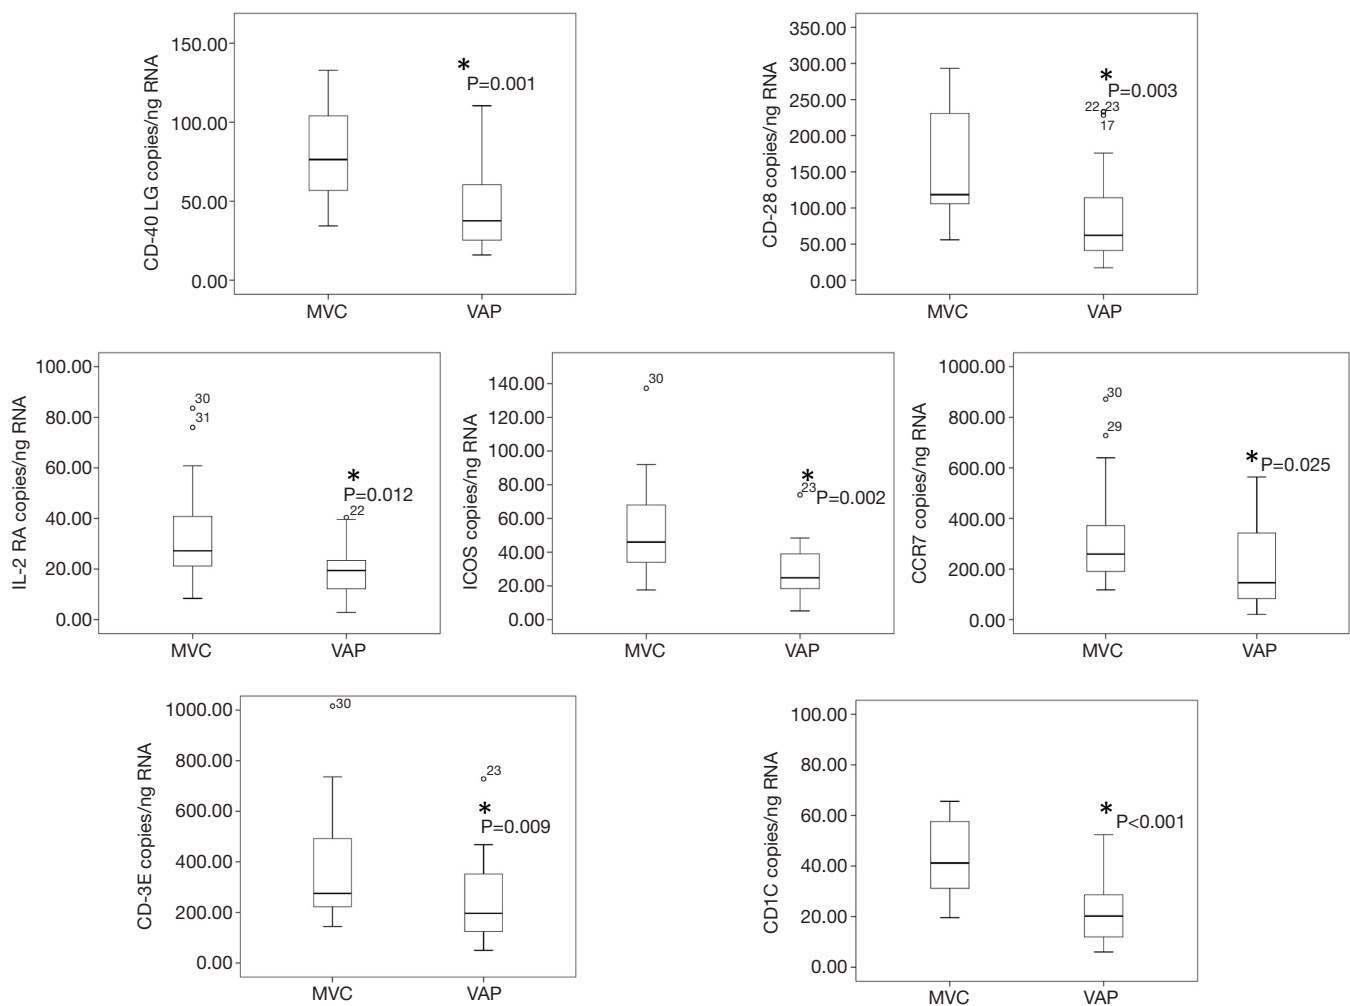 CD-40 LG copies/ng RNA
150.00
100.00
50.00
0.00
*
P=0.001
MVC
VAP
CD-28 copies/ng RNA
350.00
300.00
250.00
200.00
150.00
100.00
50.00
0.00
*
P=0.003
22 23
17
MVC
VAP
IL-2 RA copies/ng RNA
100.00
80.00
60.00
40.00
20.00
0.00
30
31
*
P=0.012
22
MVC
VAP
ICOS copies/ng RNA
140.00
120.00
100.00
80.00
60.00
40.00
20.00
0.00
30
*
23
P=0.002
MVC
VAP
CCR7 copies/ng RNA
1000.00
800.00
600.00
400.00
200.00
0.00
30
29
*
P=0.025
MVC
VAP
CD-3E copies/ng RNA
1000.00
800.00
600.00
400.00
200.00
0.00
30
23
*
P=0.009
MVC
VAP
CD1C copies/ng RNA
100.00
80.00
60.00
40.00
20.00
0.00
*
P<0.001
MVC
VAP